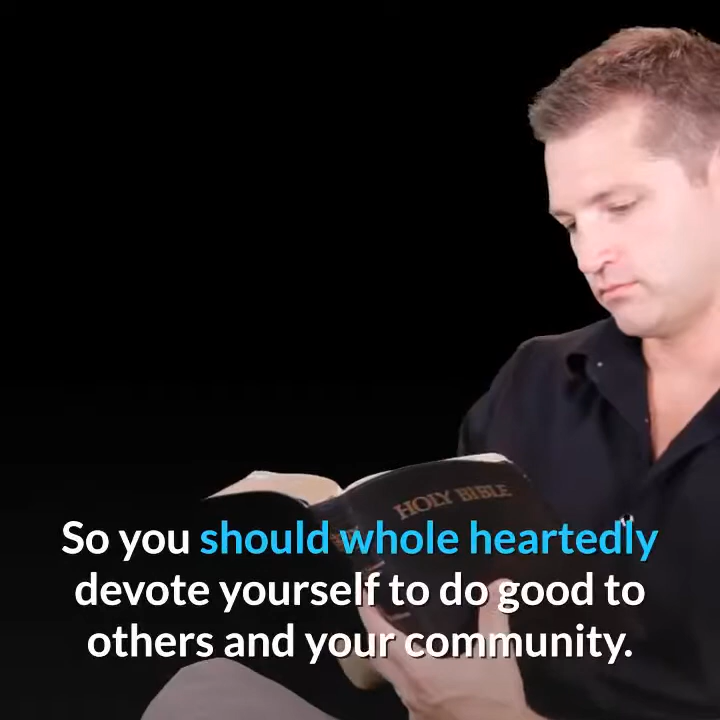 HOLY BIBLE
So you should whole heartedly
devote yourself to do good to
others and your community.